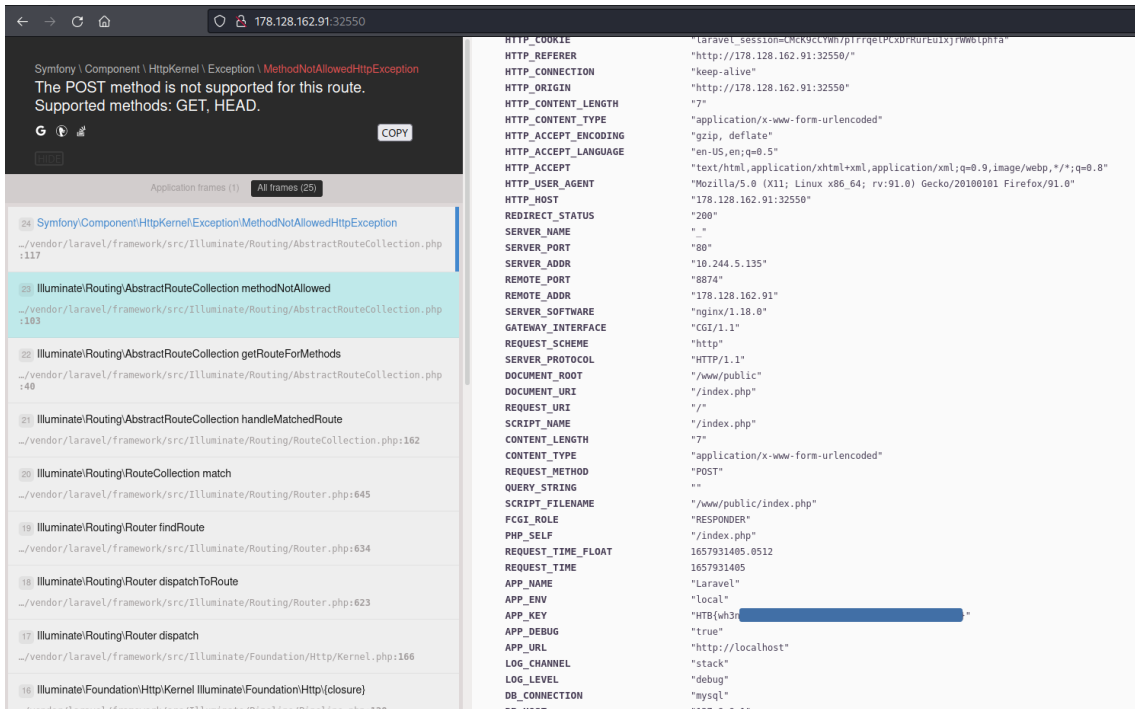 178.128.162.91:32550
Symfony \ Component \ HttpKernel \ Exception \ MethodNotAllowedHttpException
The POST method is not supported for this route.
Supported methods: GET, HEAD.
COPY
HIDE
Application frames (1) All frames (25)
24 Symfony\Component\HttpKernel\Exception\MethodNotAllowedHttpException
…/vendor/laravel/framework/src/Illuminate/Routing/AbstractRouteCollection.php
:117
23 Illuminate\Routing\AbstractRouteCollection methodNotAllowed
…/vendor/laravel/framework/src/Illuminate/Routing/AbstractRouteCollection.php
:103
22 Illuminate\Routing\AbstractRouteCollection getRouteForMethods
…/vendor/laravel/framework/src/Illuminate/Routing/AbstractRouteCollection.php
:40
21 Illuminate\Routing\AbstractRouteCollection handleMatchedRoute
…/vendor/laravel/framework/src/Illuminate/Routing/RouteCollection.php:162
20 Illuminate\Routing\RouteCollection match
…/vendor/laravel/framework/src/Illuminate/Routing/Router.php:645
19 Illuminate\Routing\Router findRoute
…/vendor/laravel/framework/src/Illuminate/Routing/Router.php:634
18 Illuminate\Routing\Router dispatchToRoute
…/vendor/laravel/framework/src/Illuminate/Routing/Router.php:623
17 Illuminate\Routing\Router dispatch
…/vendor/laravel/framework/src/Illuminate/Foundation/Http/Kernel.php:166
16 Illuminate\Foundation\Http\Kernel Illuminate\Foundation\Http\{closure}
HTTP_COOKIE
HTTP_REFERER "http://178.128.162.91:32550/"
HTTP_CONNECTION "keep-alive"
HTTP_ORIGIN "http://178.128.162.91:32550"
HTTP_CONTENT_LENGTH "7"
HTTP_CONTENT_TYPE "application/x-www-form-urlencoded"
HTTP_ACCEPT_ENCODING "gzip, deflate"
HTTP_ACCEPT_LANGUAGE "en-US,en;q=0.5"
HTTP_ACCEPT "text/html,application/xhtml+xml,application/xml;q=0.9,image/webp,*/*;q=0.8"
HTTP_USER_AGENT "Mozilla/5.0 (X11; Linux x86_64; rv:91.0) Gecko/20100101 Firefox/91.0"
HTTP_HOST "178.128.162.91:32550"
REDIRECT_STATUS "200"
SERVER_NAME "_"
SERVER_PORT "80"
SERVER_ADDR "10.244.5.135"
REMOTE_PORT "8874"
REMOTE_ADDR "178.128.162.91"
SERVER_SOFTWARE "nginx/1.18.0"
GATEWAY_INTERFACE "CGI/1.1"
REQUEST_SCHEME "http"
SERVER_PROTOCOL "HTTP/1.1"
DOCUMENT_ROOT "/www/public"
DOCUMENT_URI "/index.php"
REQUEST_URI "/"
SCRIPT_NAME "/index.php"
CONTENT_LENGTH "7"
CONTENT_TYPE "application/x-www-form-urlencoded"
REQUEST_METHOD "POST"
QUERY_STRING ""
SCRIPT_FILENAME "/www/public/index.php"
FCGI_ROLE "RESPONDER"
PHP_SELF "/index.php"
REQUEST_TIME_FLOAT 1657931405.0512
REQUEST_TIME 1657931405
APP_NAME "Laravel"
APP_ENV "local"
APP_KEY "HTB{wh3n }"
APP_DEBUG "true"
APP_URL "http://localhost"
LOG_CHANNEL "stack"
LOG_LEVEL "debug"
DB_CONNECTION "mysql"